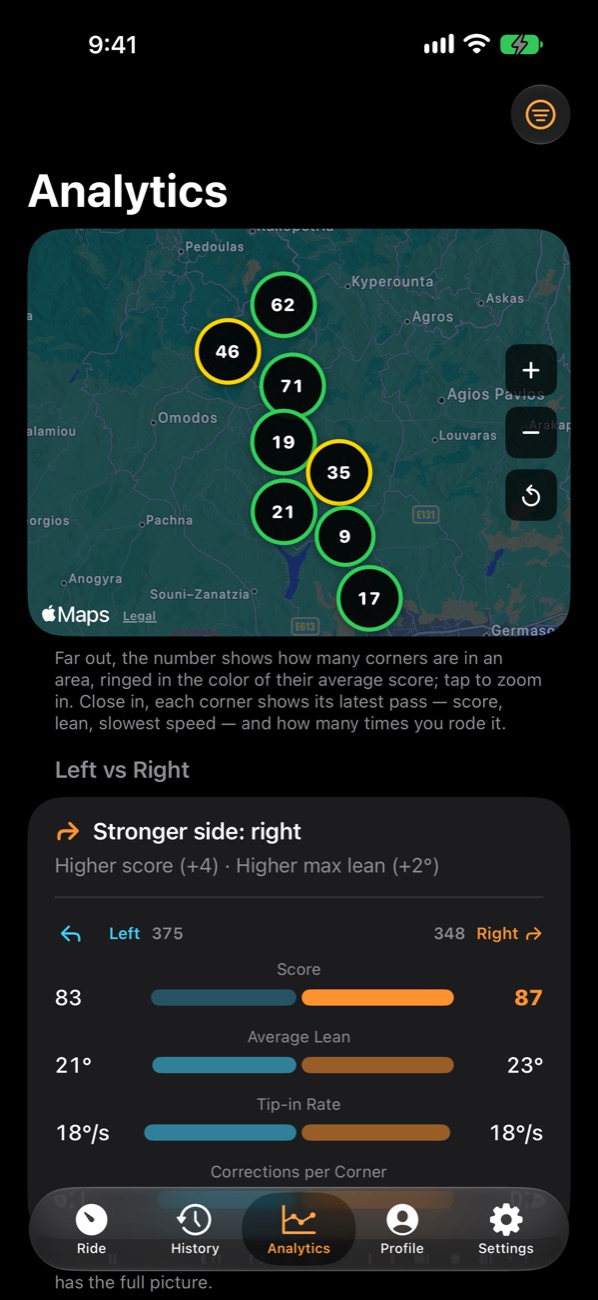 9:41
Analytics
Pedoulas
Kyperounta
Askas
Agros
62
46
71
Agios Pavlos
Omodos
19
Louvaras
35
Pachna
21
E131
9
Anogyra
Souni-Zanatzia
17
Maps
Legal
E613
Far out, the number shows how many corners are in an
area, ringed in the color of their average score; tap to zoom
in. Close in, each corner shows its latest pass — score,
lean, slowest speed — and how many times you rode it.
Left vs Right
Stronger side: right
Higher score (+4) · Higher max lean (+2°)
Left 375
348 Right
Score
83
87
Average Lean
21°
23°
Tip-in Rate
18°/s
18°/s
Corrections per Corner
Ride
History
Analytics
Profile
Settings
has the full picture.